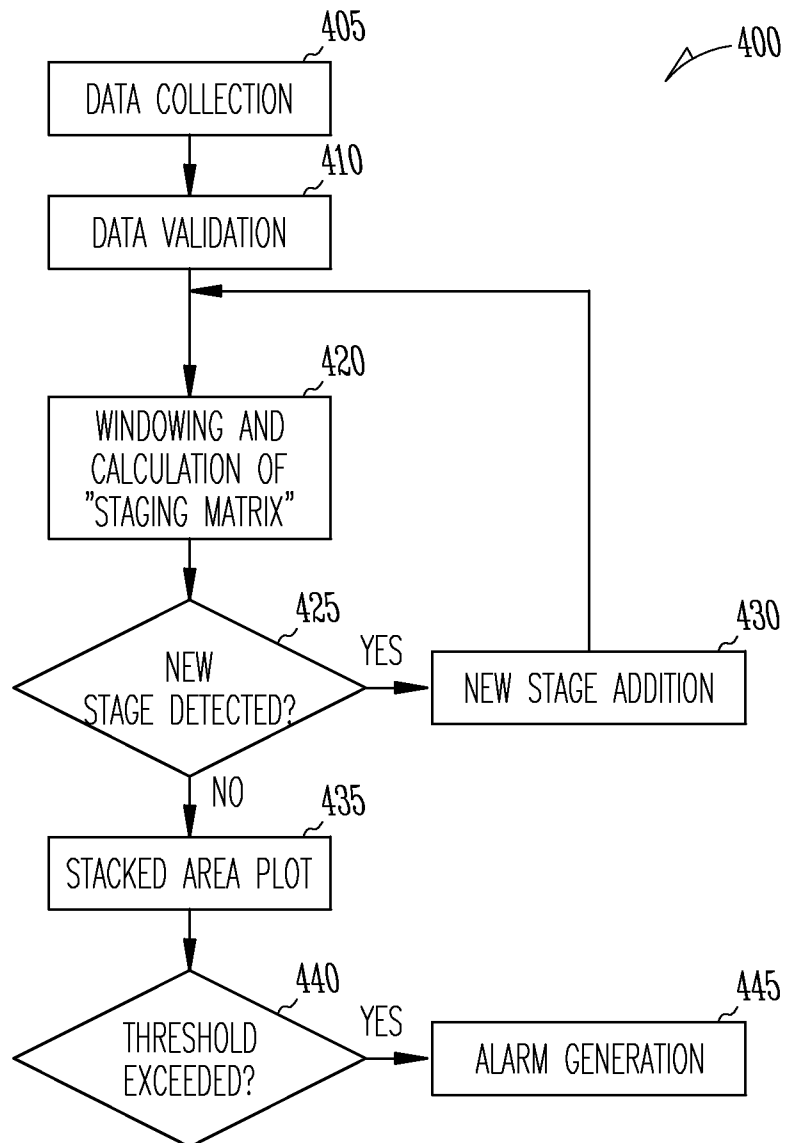 405
400
DATA COLLECTION
410
DATA VALIDATION
420
WINDOWING AND
CALCULATION OF
"STAGING MATRIX"
425
NEW
STAGE DETECTED?
YES
430
NEW STAGE ADDITION
NO
435
STACKED AREA PLOT
440
THRESHOLD
EXCEEDED?
YES
445
ALARM GENERATION